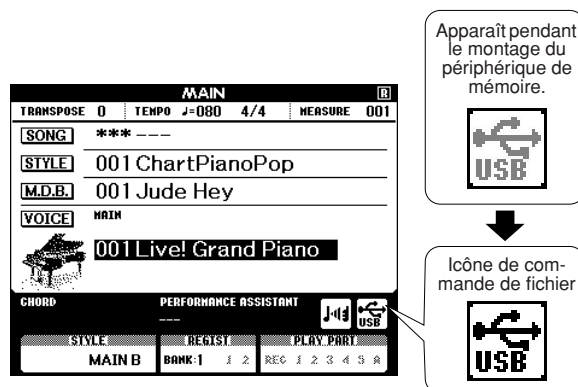 MAIN R
TRANSPOSE 0 TEMPO ♩=080 4/4 MEASURE 001
SONG *** ---
STYLE 001 ChartPianoPop
M.D.B. 001 Jude Hey
VOICE MAIN
001 Live! Grand Piano
CHORD PERFORMANCE ASSISTANT
---
USB
STYLE REGIST PLAY PART
MAIN B BANK:1 1 2 REC 1 2 3 4 5 A
Apparaît pendant
le montage du
périphérique de
mémoire.
USB
Icône de com-
mande de fichier
USB